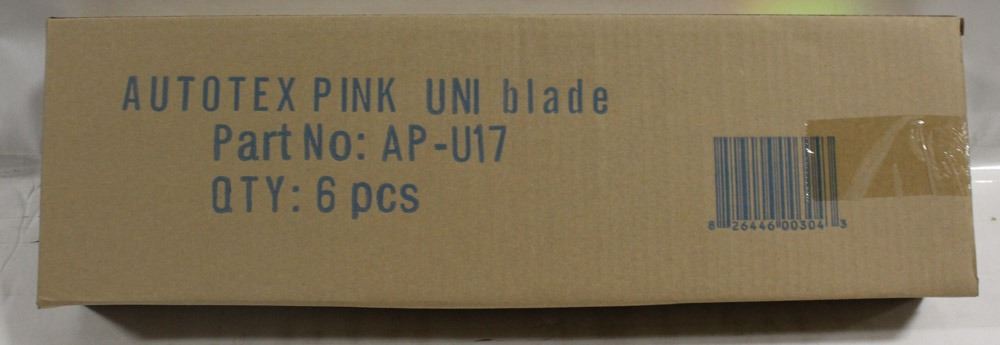 AUTOTEX PINK UNI blade
Part No: AP-U17
QTY: 6 pcs
8 26446 00304 3